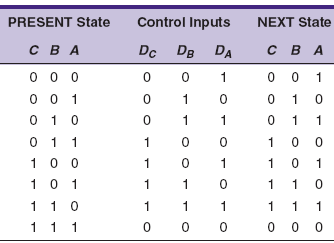 PRESENT State Control Inputs NEXT State
C B A D_C D_B D_A C B A
0 0 0 0 0 1 0 0 1
0 0 1 0 1 0 0 1 0
0 1 0 0 1 1 0 1 1
0 1 1 1 0 0 1 0 0
1 0 0 1 0 1 1 0 1
1 0 1 1 1 0 1 1 0
1 1 0 1 1 1 1 1 1
1 1 1 0 0 0 0 0 0